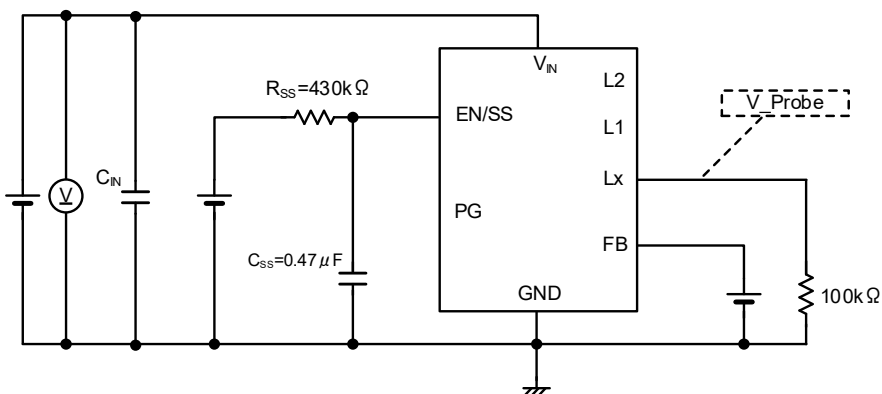 V_IN
L2
R_SS=430kΩ
V_Probe
EN/SS
L1
C_IN
Lx
V
PG
FB
C_SS=0.47μF
GND
100kΩ